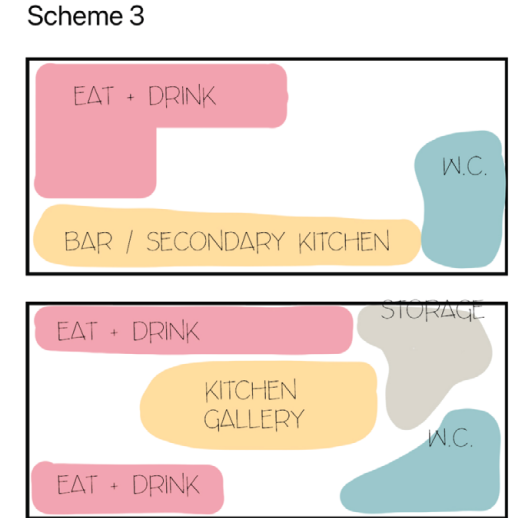 Scheme 3
EAT + DRINK
W.C.
BAR / SECONDARY KITCHEN
STORAGE
EAT + DRINK
KITCHEN
GALLERY
W.C.
EAT + DRINK